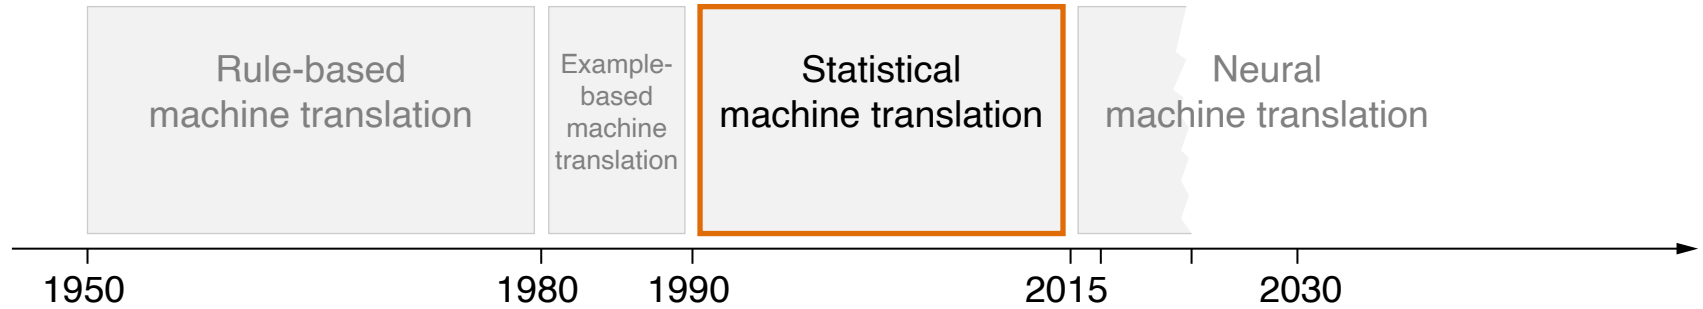 Rule-based
machine translation
Example-
based
machine
translation
Statistical
machine translation
Neural
machine translation
1950
1980
1990
2015
2030